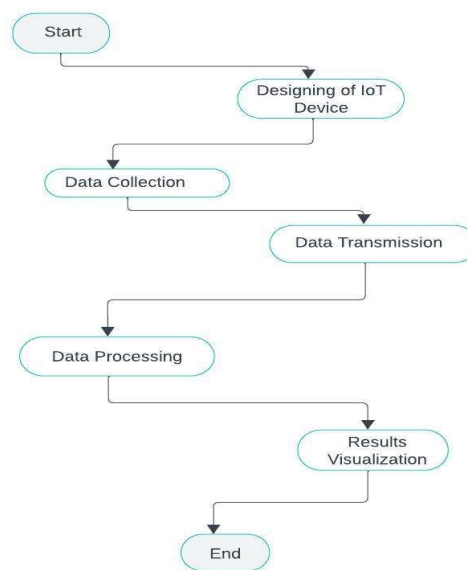 Start
Designing of IoT
Device
Data Collection
Data Transmission
Data Processing
Results
Visualization
End